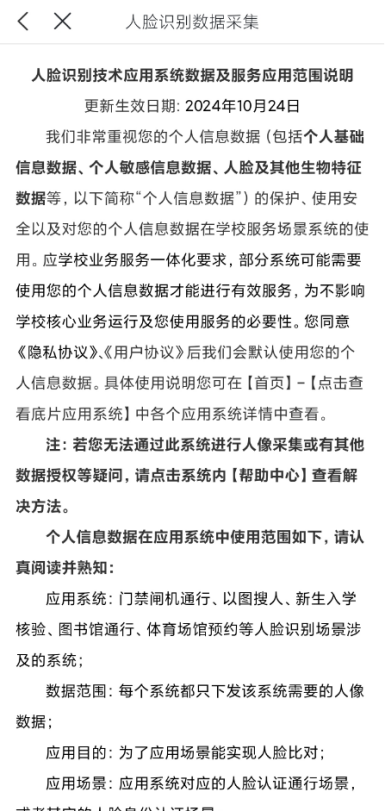 人脸识别数据采集
人脸识别技术应用系统数据及服务应用范围说明
更新生效日期：2024年10月24日
我们非常重视您的个人信息数据（包括个人基础
信息数据、个人敏感信息数据、人脸及其他生物特征
数据等，以下简称“个人信息数据”）的保护、使用安
全以及对您的个人信息数据在学校服务场景系统的使
用。应学校业务服务一体化要求，部分系统可能需要
使用您的个人信息数据才能进行有效服务，为不影响
学校核心业务运行及您使用服务的必要性。您同意
《隐私协议》、《用户协议》后我们会默认使用您的个
人信息数据。具体使用说明您可在【首页】-【点击查
看底片应用系统】中各个应用系统详情中查看。
注：若您无法通过此系统进行人像采集或有其他
数据授权等疑问，请点击系统内【帮助中心】查看解
决方法。
个人信息数据在应用系统中使用范围如下，请认
真阅读并熟知：
应用系统：门禁闸机通行、以图搜人、新生入学
核验、图书馆通行、体育场馆预约等人脸识别场景涉
及的系统；
数据范围：每个系统都只下发该系统需要的人像
数据；
应用目的：为了应用场景能实现人脸比对；
应用场景：应用系统对应的人脸认证通行场景，